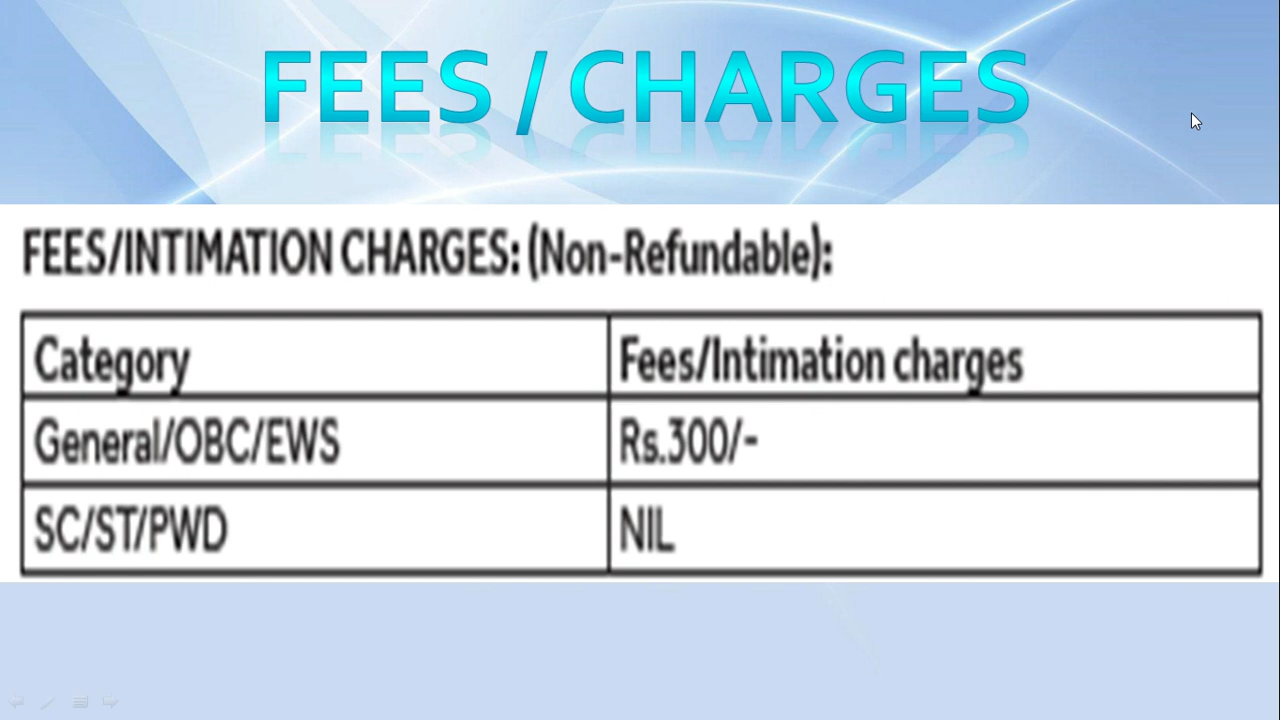 FEES / CHARGES
FEES/INTIMATION CHARGES: (Non-Refundable):
Category Fees/Intimation charges
General/OBC/EWS Rs.300/-
SC/ST/PWD NIL